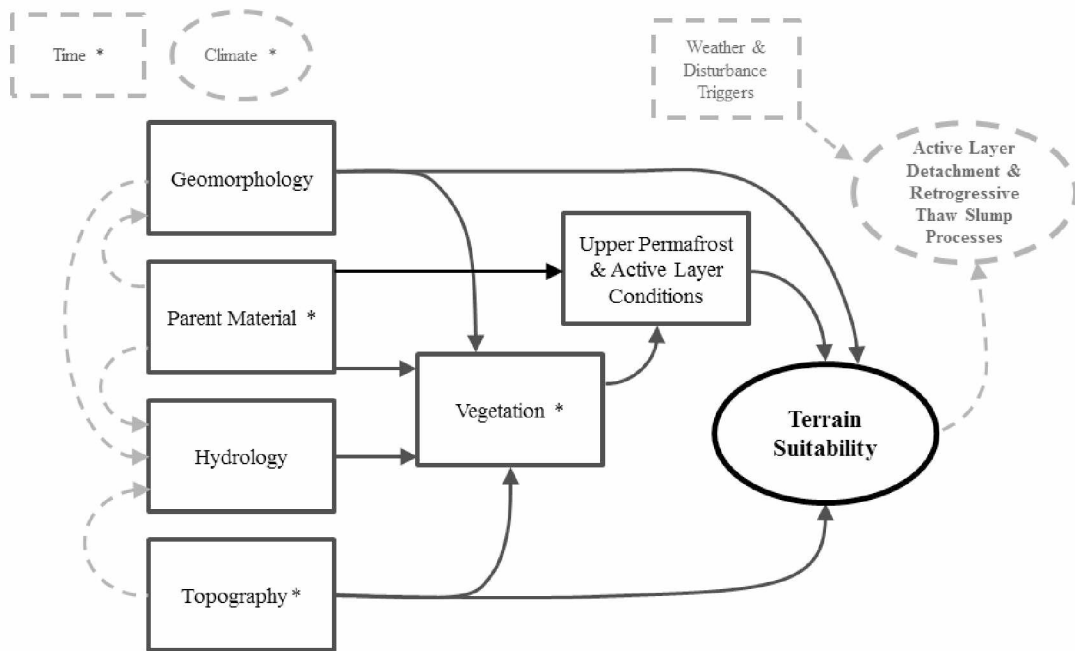 Time *
Climate *
Weather &
Disturbance
Triggers
Active Layer
Detachment &
Retrogressive
Thaw Slump
Processes
Geomorphology
Upper Permafrost
& Active Layer
Conditions
Parent Material *
Vegetation *
Terrain
Suitability
Hydrology
Topography *